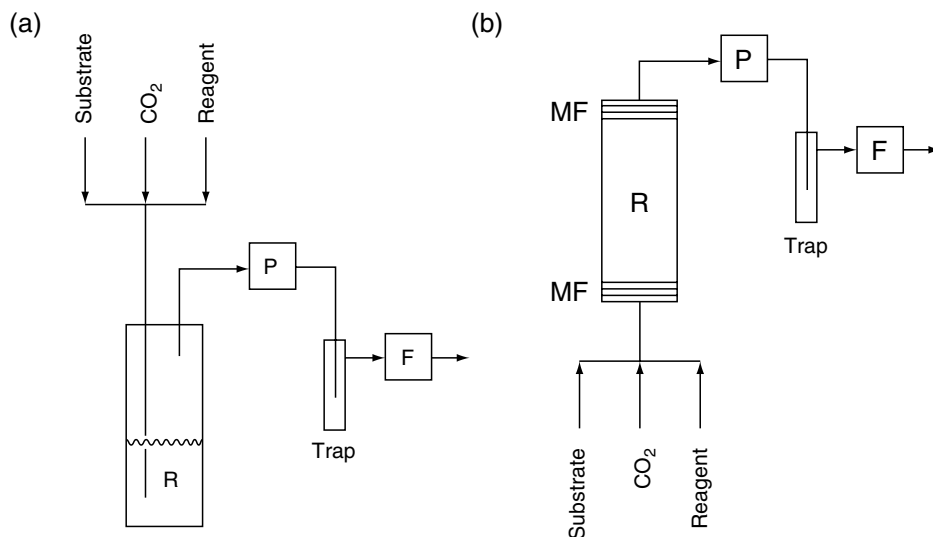 (a)
Substrate
CO₂
Reagent
P
F
Trap
R
(b)
P
MF
F
R
Trap
MF
Substrate
CO₂
Reagent